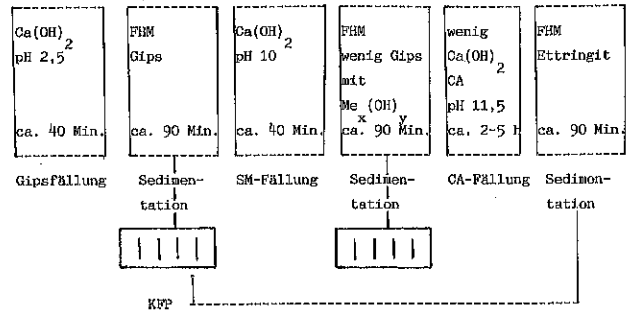 Ca(OH)2
pH 2,5
ca. 40 Min.
Gipsfällung
FHM
Gips
ca. 90 Min.
Sedimen-
tation
Ca(OH)2
pH 10
ca. 40 Min.
SM-Fällung
FHM
wenig Gips
mit
Mex(OH)y
ca. 90 Min.
Sedimen-
tation
wenig
Ca(OH)2
CA
pH 11,5
ca. 2-5 h
CA-Fällung
FHM
Ettringit
ca. 90 Min.
Sedimon-
tation
KFP